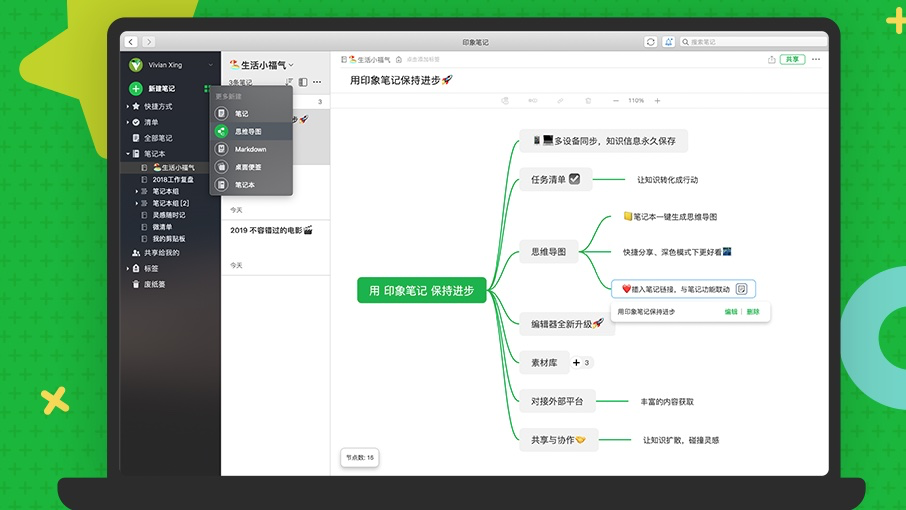 印象笔记
搜索笔记
Vivian Xing
新建笔记
快捷方式
清单
全部笔记
笔记本
🏖️生活小福气
2018工作复盘
笔记本组
笔记本组 [2]
灵感随时记
微清单
我的剪贴板
共享给我的
标签
废纸篓
🏖️生活小福气
3条笔记
3
更多新建
笔记
思维导图
Markdown
桌面便签
笔记本
步🚀
今天
2019 不容错过的电影🎬
今天
🏖️生活小福气
点击添加标签
共享
用印象笔记保持进步🚀
110%
用 印象笔记 保持进步
📱💻多设备同步，知识信息永久保存
任务清单☑️
让知识转化成行动
思维导图
📒笔记本一键生成思维导图
快捷分享、深色模式下更好看🌌
❤️插入笔记链接，与笔记功能联动
用印象笔记保持进步
编辑 | 删除
编辑器全新升级🚀
素材库
3
对接外部平台
丰富的内容获取
共享与协作🤝
让知识扩散，碰撞灵感
节点数: 16